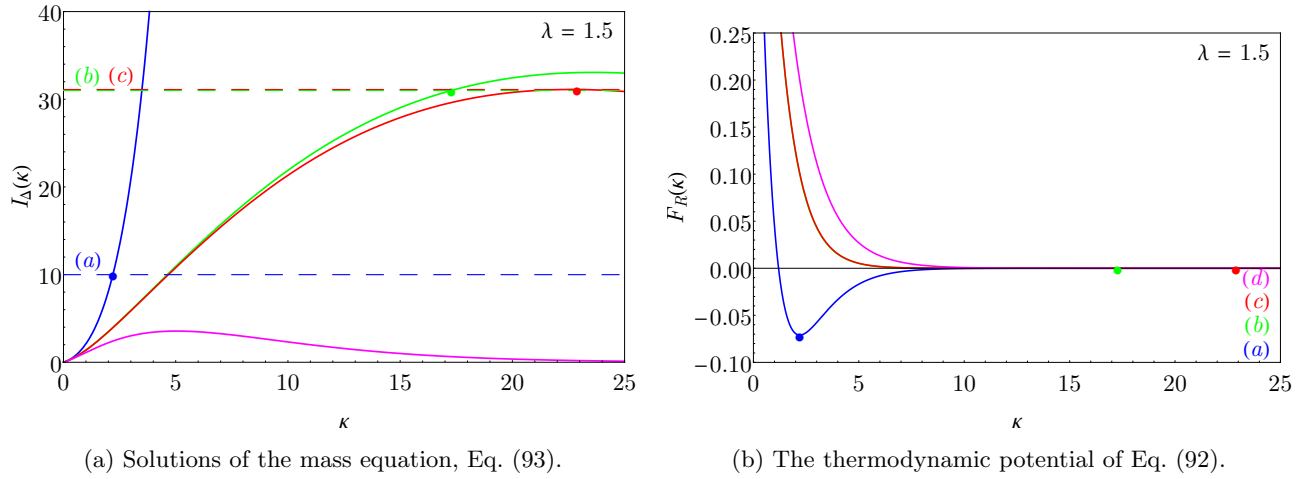 40
30
20
10
0
I_Δ(κ)
λ = 1.5
(b) (c)
(a)
0 5 10 15 20 25
κ
(a) Solutions of the mass equation, Eq. (93).
0.25
0.20
0.15
0.10
0.05
0.00
−0.05
−0.10
F_R(κ)
λ = 1.5
(d)
(c)
(b)
(a)
0 5 10 15 20 25
κ
(b) The thermodynamic potential of Eq. (92).